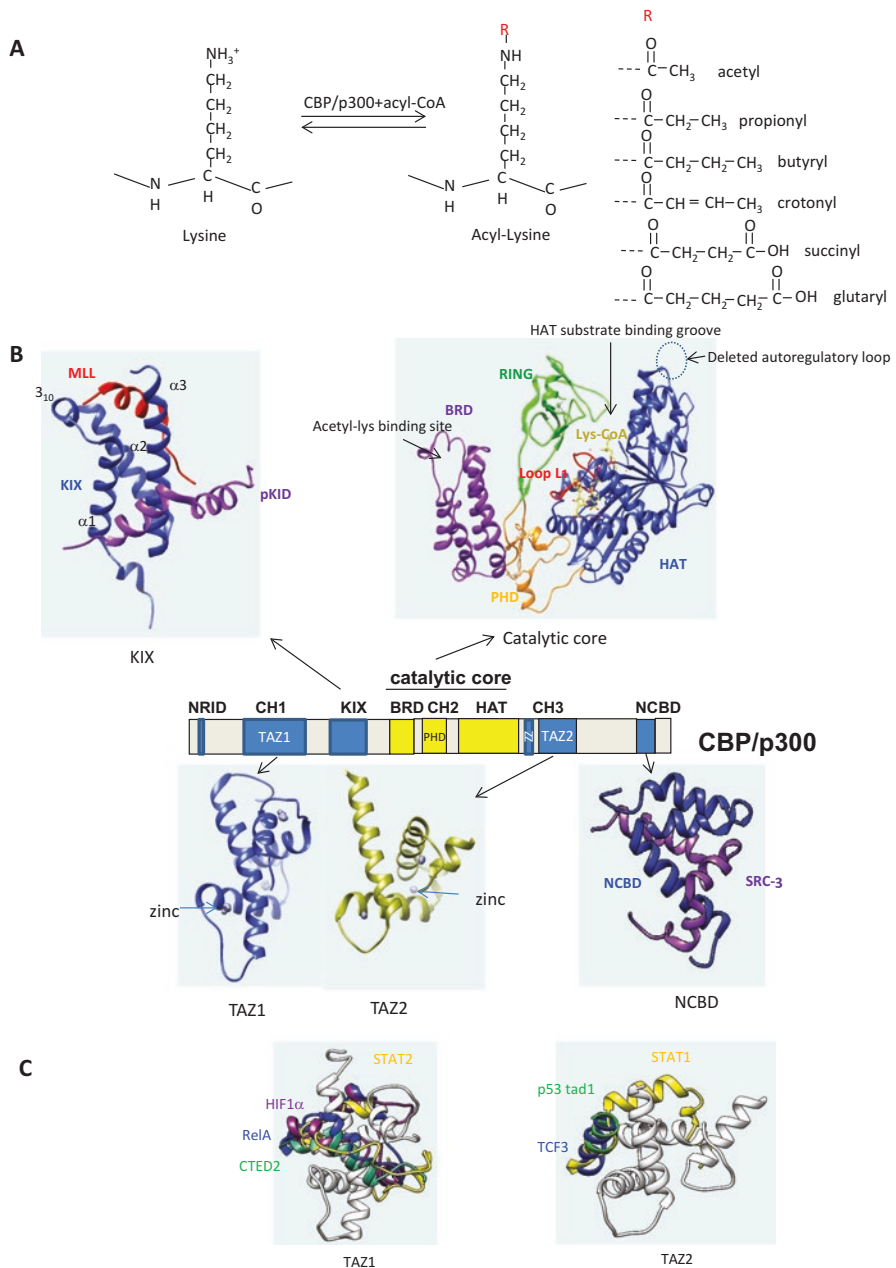 A
NH3+
CH2
CH2
CH2
CH2
N
H
C
H
C
O
Lysine
CBP/p300+acyl-CoA
R
NH
CH2
CH2
CH2
CH2
N
H
C
H
C
O
Acyl-Lysine
R
O
--- C–CH3 acetyl
O
--- C–CH2–CH3 propionyl
O
--- C–CH2–CH2–CH3 butyryl
O
--- C–CH = CH–CH3 crotonyl
O O
--- C–CH2–CH2–C–OH succinyl
O O
--- C–CH2–CH2–CH2–C–OH glutaryl
B
MLL
α3
310
α2
KIX
pKID
α1
KIX
HAT substrate binding groove
Deleted autoregulatory loop
RING
BRD
Acetyl-lys binding site
Lys-CoA
Loop L1
HAT
PHD
Catalytic core
catalytic core
NRID CH1 KIX BRD CH2 HAT CH3 NCBD
TAZ1 PHD ZZ TAZ2
CBP/p300
zinc
TAZ1
zinc
TAZ2
NCBD
SRC-3
NCBD
C
STAT2
HIF1α
RelA
CTED2
TAZ1
STAT1
p53 tad1
TCF3
TAZ2